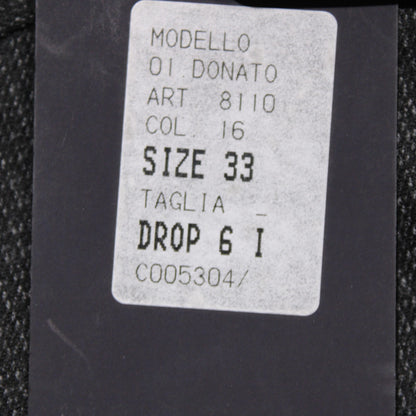 MODELLO
01 DONATO
ART 8110
COL. 16
SIZE 33
TAGLIA _
DROP 6 I
C005304/